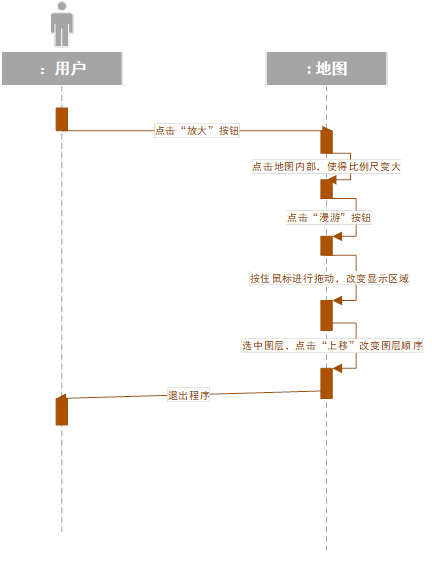 ：用户
：地图
点击“放大”按钮
点击地图内部，使得比例尺变大
点击“漫游”按钮
按住鼠标进行拖动，改变显示区域
选中图层，点击“上移”改变图层顺序
退出程序